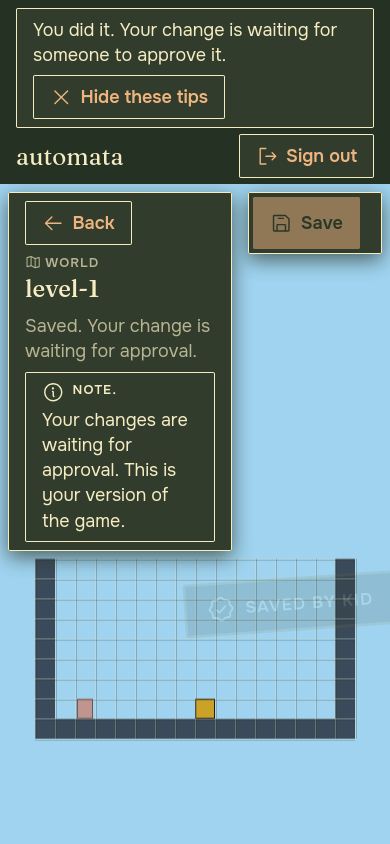 You did it. Your change is waiting for
someone to approve it.
Hide these tips
automata
Sign out
Back
Save
WORLD
level-1
Saved. Your change is
waiting for approval.
NOTE.
Your changes are
waiting for
approval. This is
your version of
the game.
SAVED BY KID